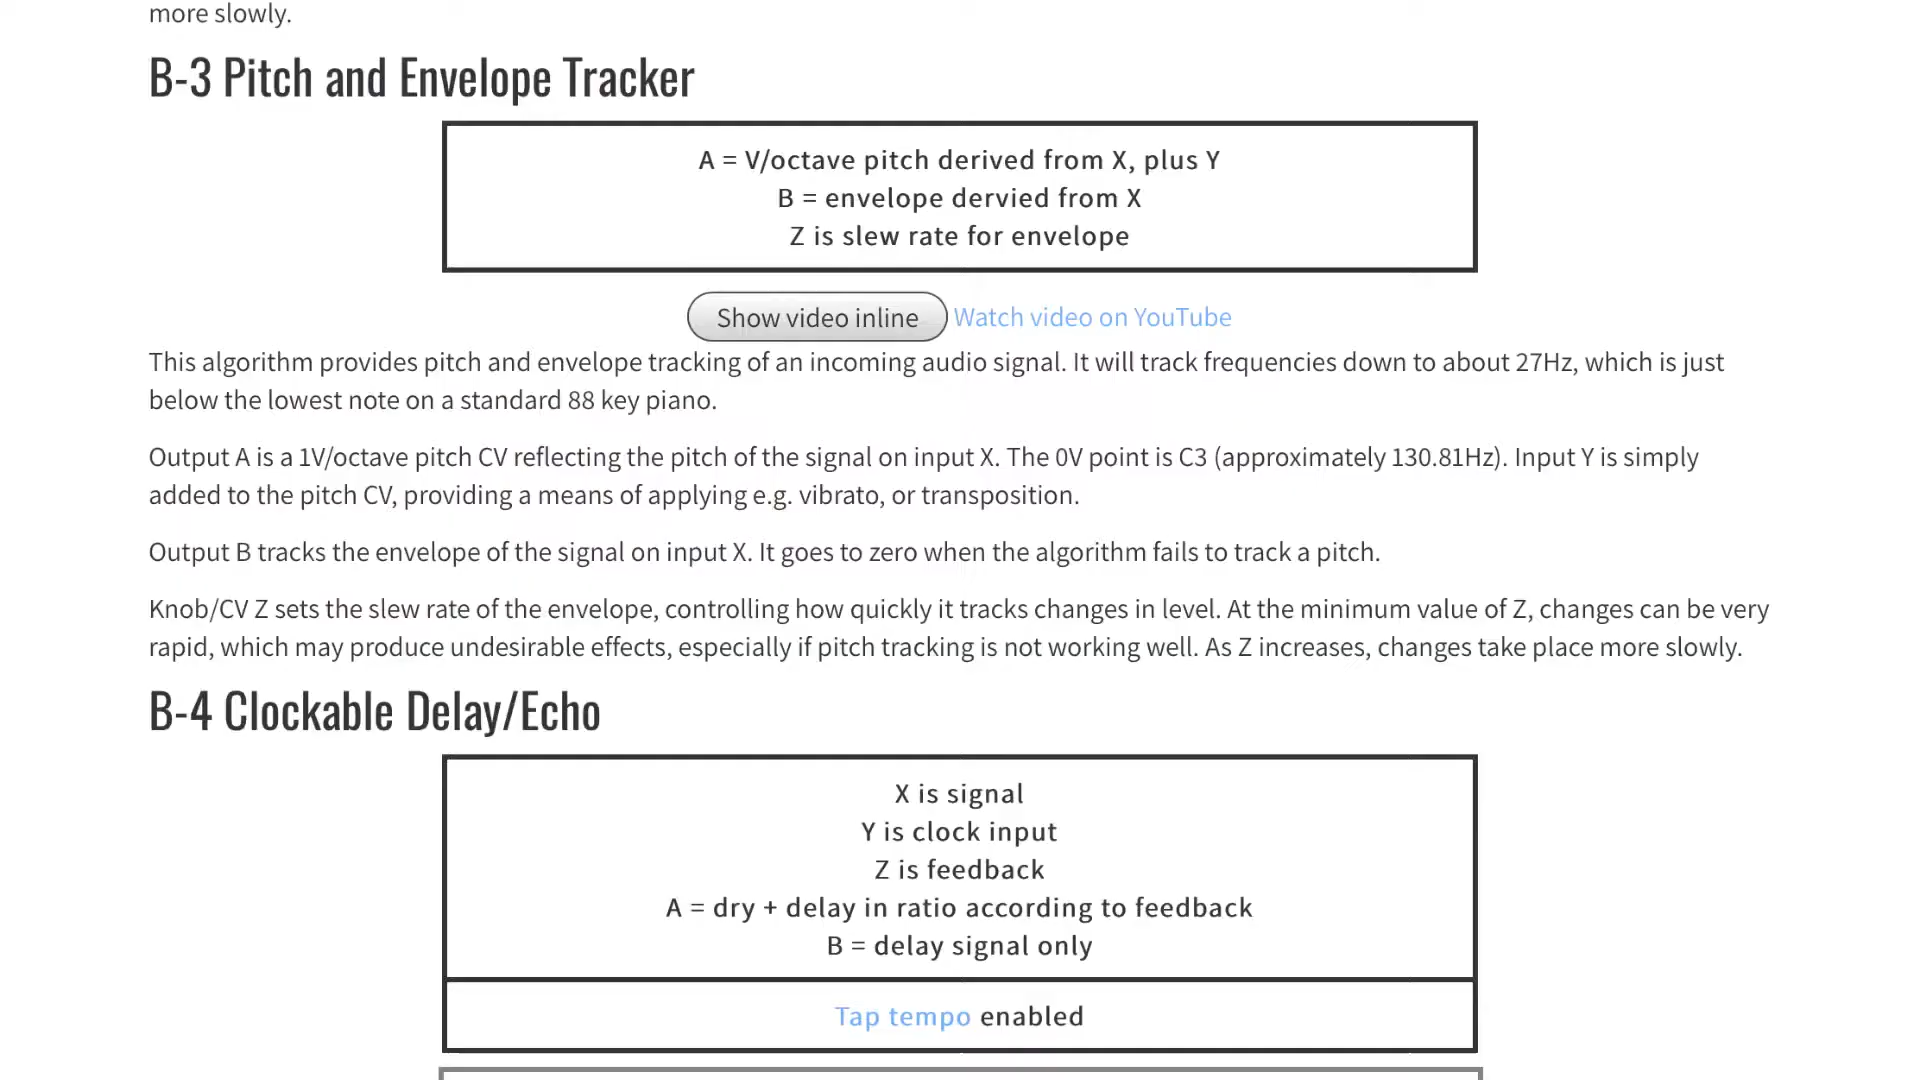 more slowly.
B-3 Pitch and Envelope Tracker
A = V/octave pitch derived from X, plus Y
B = envelope dervied from X
Z is slew rate for envelope
Show video inline Watch video on YouTube
This algorithm provides pitch and envelope tracking of an incoming audio signal. It will track frequencies down to about 27Hz, which is just
below the lowest note on a standard 88 key piano.
Output A is a 1V/octave pitch CV reflecting the pitch of the signal on input X. The 0V point is C3 (approximately 130.81Hz). Input Y is simply
added to the pitch CV, providing a means of applying e.g. vibrato, or transposition.
Output B tracks the envelope of the signal on input X. It goes to zero when the algorithm fails to track a pitch.
Knob/CV Z sets the slew rate of the envelope, controlling how quickly it tracks changes in level. At the minimum value of Z, changes can be very
rapid, which may produce undesirable effects, especially if pitch tracking is not working well. As Z increases, changes take place more slowly.
B-4 Clockable Delay/Echo
X is signal
Y is clock input
Z is feedback
A = dry + delay in ratio according to feedback
B = delay signal only
Tap tempo enabled